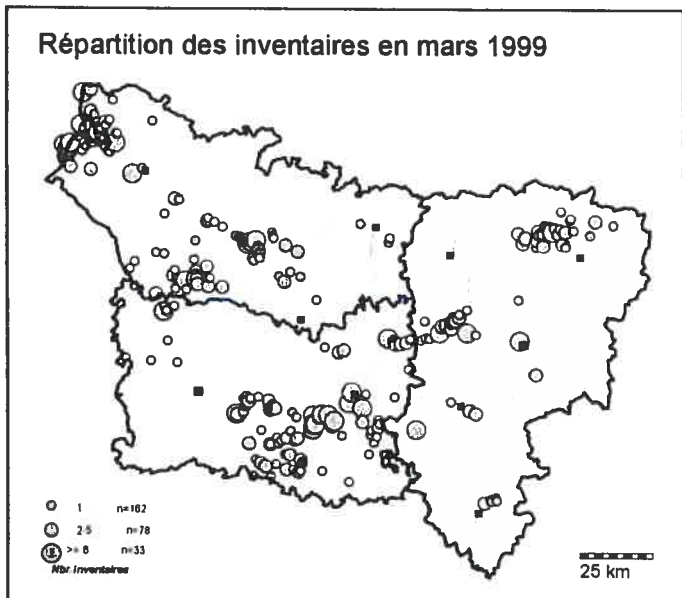 Répartition des inventaires en mars 1999
1 n=162
2-5 n=78
>= 6 n=33
Nbr. Inventaires
25 km